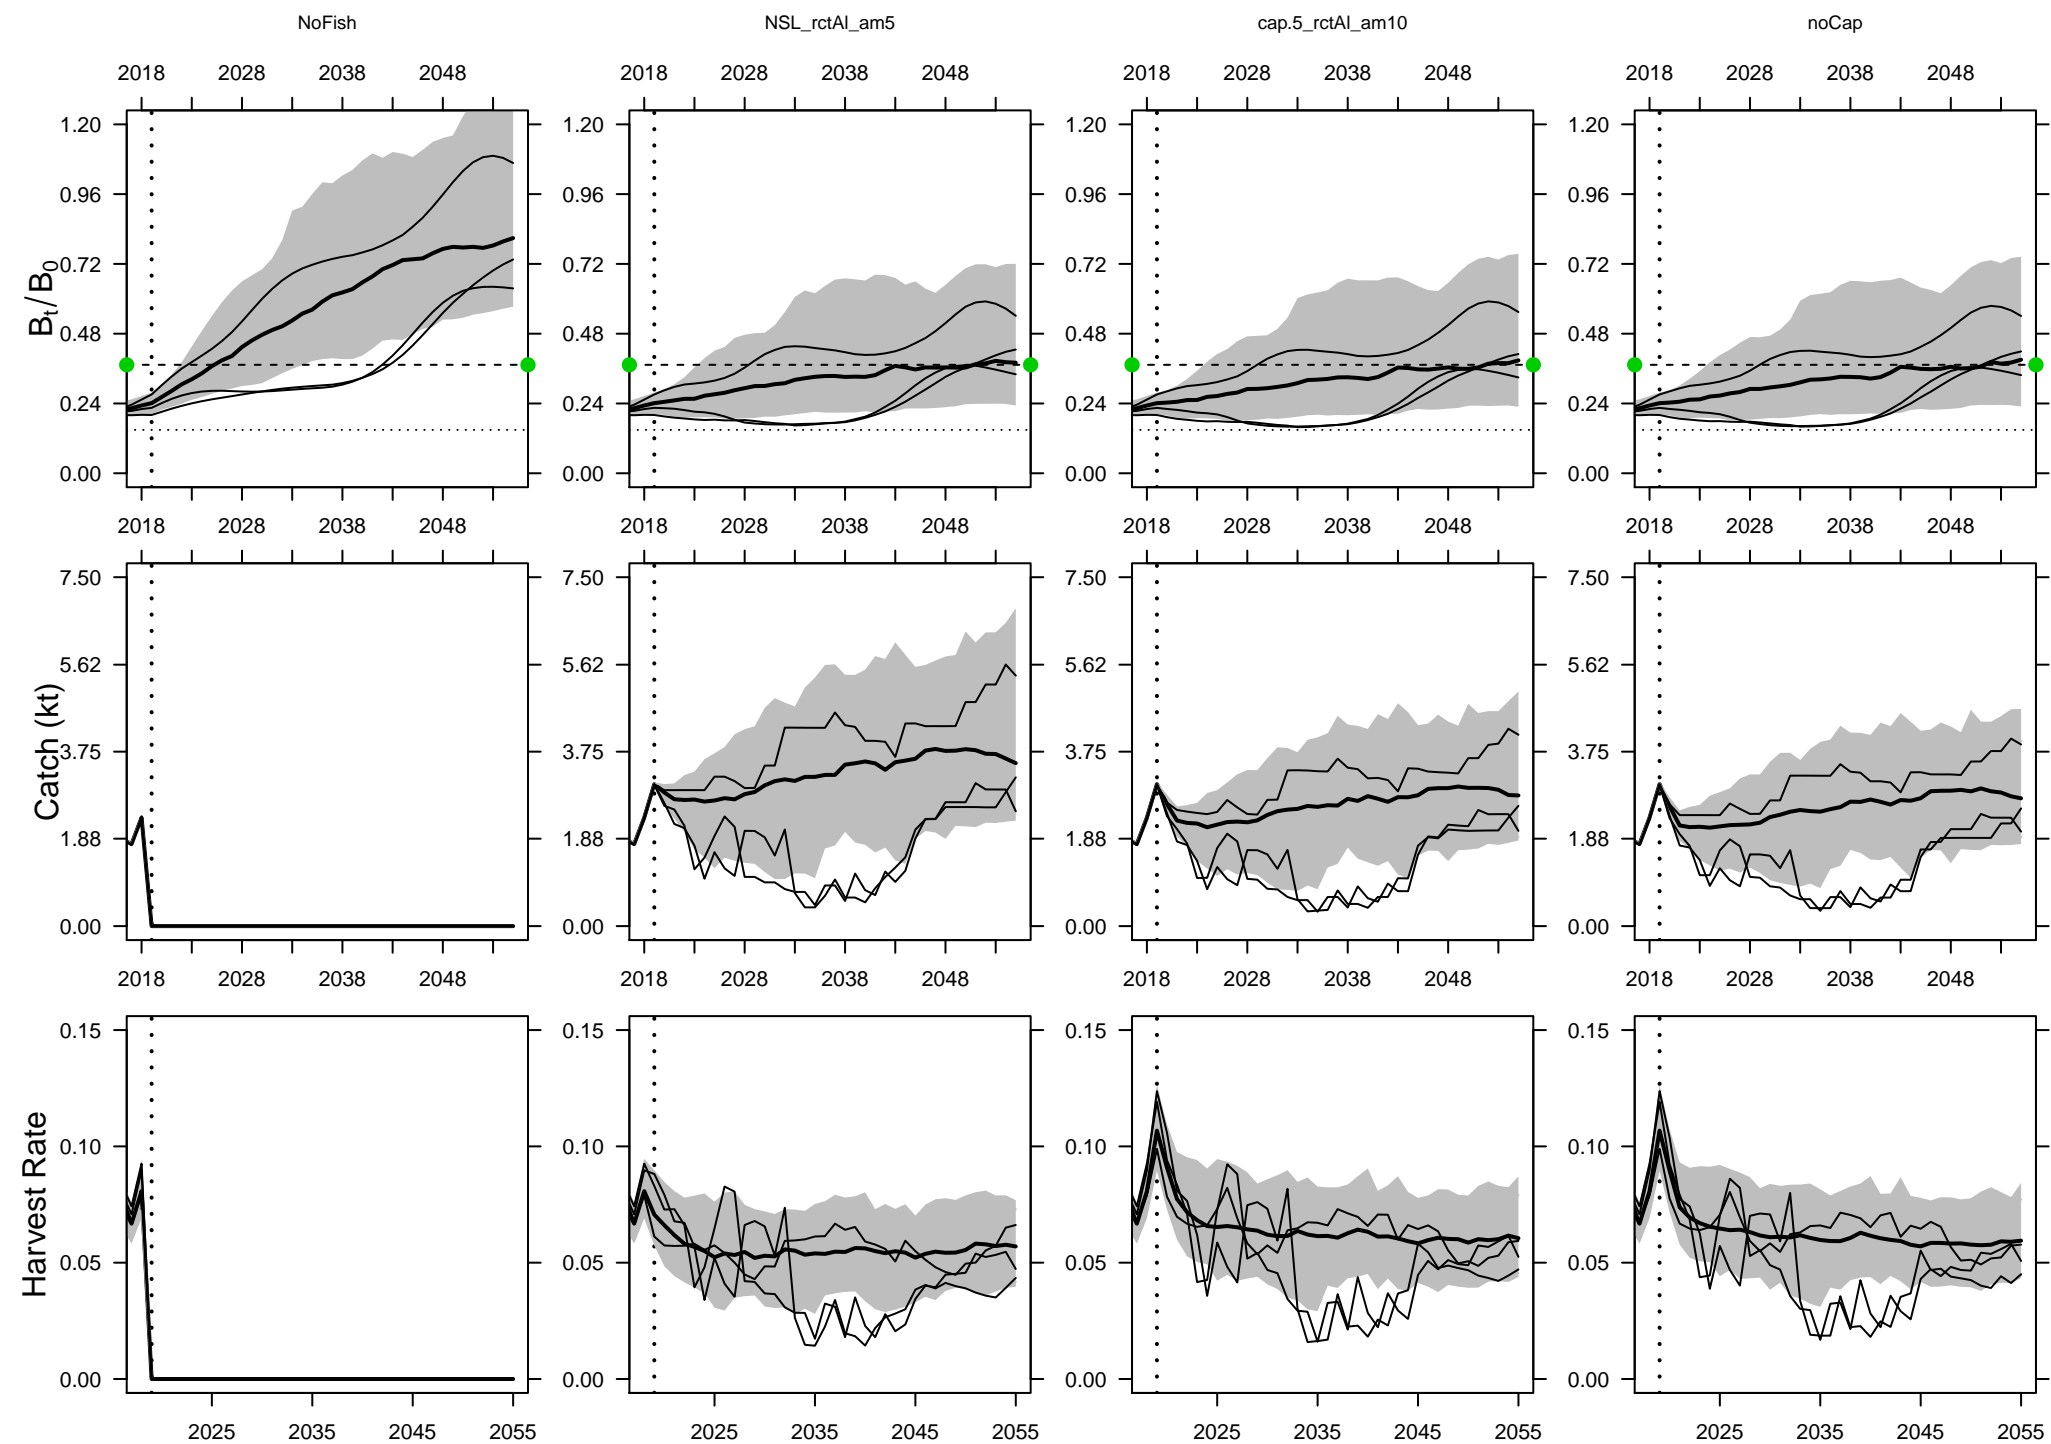 NoFish NSL_rctAI_am5 cap.5_rctAI_am10 noCap
2018 2028 2038 2048 2018 2028 2038 2048 2018 2028 2038 2048 2018 2028 2038 2048
Bt/B0
1.20 1.20 1.20 1.20
0.96 0.96 0.96 0.96
0.72 0.72 0.72 0.72
0.48 0.48 0.48 0.48
0.24 0.24 0.24 0.24
0.00 0.00 0.00 0.00
2018 2028 2038 2048 2018 2028 2038 2048 2018 2028 2038 2048 2018 2028 2038 2048
Catch (kt)
7.50 7.50 7.50 7.50
5.62 5.62 5.62 5.62
3.75 3.75 3.75 3.75
1.88 1.88 1.88 1.88
0.00 0.00 0.00 0.00
2018 2028 2038 2048 2018 2028 2038 2048 2018 2028 2038 2048 2018 2028 2038 2048
Harvest Rate
0.15 0.15 0.15 0.15
0.10 0.10 0.10 0.10
0.05 0.05 0.05 0.05
0.00 0.00 0.00 0.00
2025 2035 2045 2055 2025 2035 2045 2055 2025 2035 2045 2055 2025 2035 2045 2055